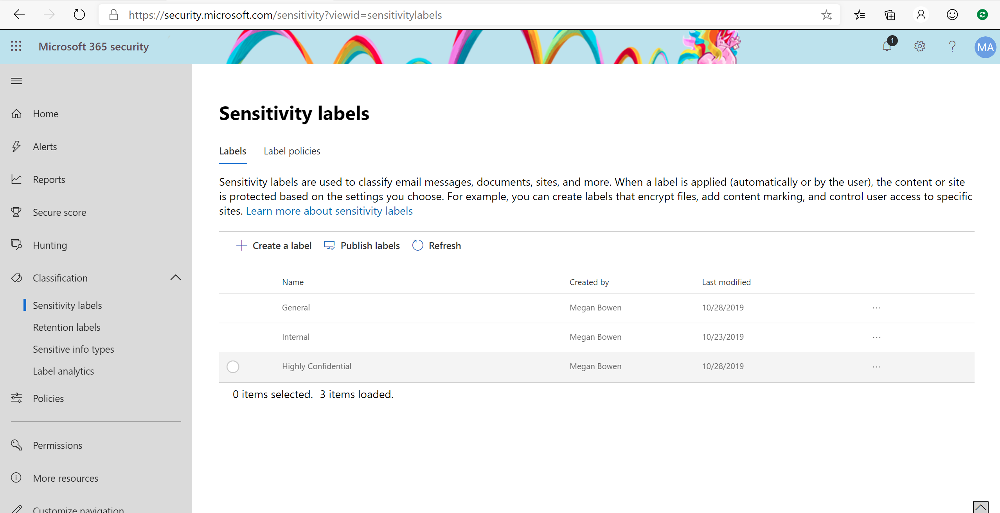 https://security.microsoft.com/sensitivity?viewid=sensitivitylabels
Microsoft 365 security
1
MA
Home
Alerts
Reports
Secure score
Hunting
Classification
Sensitivity labels
Retention labels
Sensitive info types
Label analytics
Policies
Permissions
More resources
Customize navigation
Sensitivity labels
Labels Label policies
Sensitivity labels are used to classify email messages, documents, sites, and more. When a label is applied (automatically or by the user), the content or site
is protected based on the settings you choose. For example, you can create labels that encrypt files, add content marking, and control user access to specific
sites. Learn more about sensitivity labels
Create a label Publish labels Refresh
Name Created by Last modified
General Megan Bowen 10/28/2019 ...
Internal Megan Bowen 10/23/2019 ...
Highly Confidential Megan Bowen 10/28/2019 ...
0 items selected. 3 items loaded.